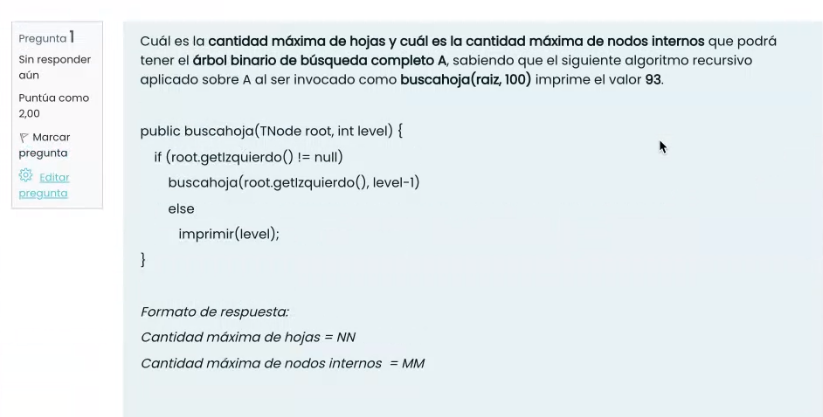 Pregunta 1
Sin responder
aún
Puntúa como
2,00
Marcar
pregunta
Editar
pregunta
Cuál es la cantidad máxima de hojas y cuál es la cantidad máxima de nodos internos que podrá
tener el árbol binario de búsqueda completo A, sabiendo que el siguiente algoritmo recursivo
aplicado sobre A al ser invocado como buscahoja(raiz, 100) imprime el valor 93.
public buscahoja(TNode root, int level) {
if (root.getIzquierdo() != null)
buscahoja(root.getIzquierdo(), level-1)
else
imprimir(level);
}
Formato de respuesta:
Cantidad máxima de hojas = NN
Cantidad máxima de nodos internos = MM